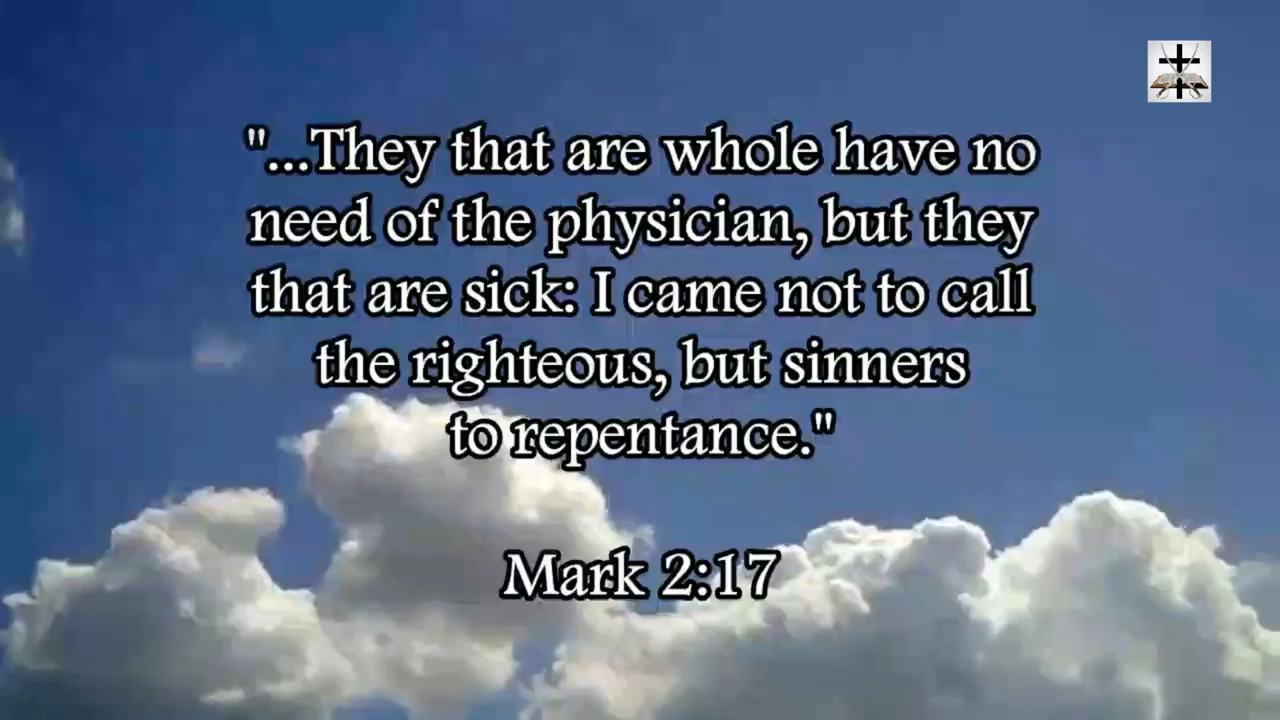 "...They that are whole have no
need of the physician, but they
that are sick: I came not to call
the righteous, but sinners
to repentance."
Mark 2:17